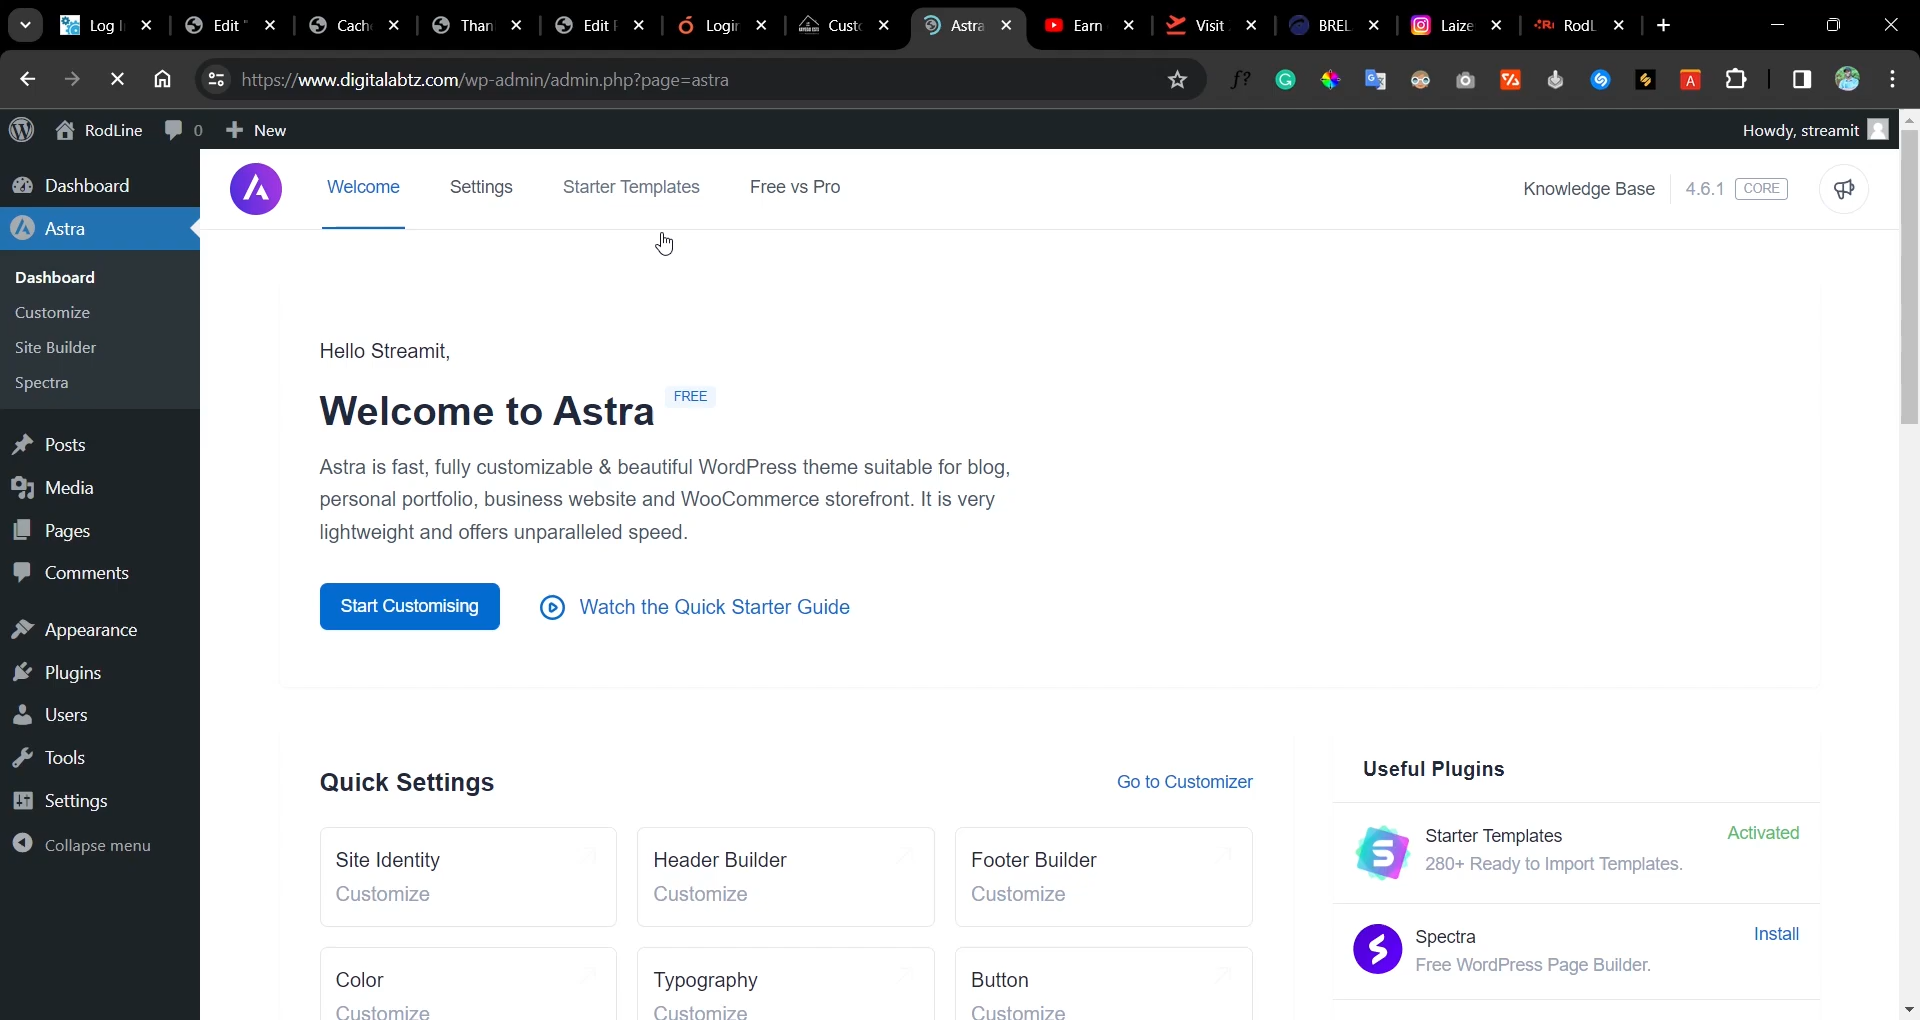 Log I
Edit "
Cach
Than
Edit F
Login
Cust
Astra
Earn
Visit
BREL
Laize
RodL
https://www.digitalabtz.com/wp-admin/admin.php?page=astra
RodLine
0
New
Howdy, streamit
Dashboard
Astra
Dashboard
Customize
Site Builder
Spectra
Posts
Media
Pages
Comments
Appearance
Plugins
Users
Tools
Settings
Collapse menu
Welcome
Settings
Starter Templates
Free vs Pro
Knowledge Base
4.6.1
CORE
Hello Streamit,
Welcome to Astra FREE
Astra is fast, fully customizable & beautiful WordPress theme suitable for blog,
personal portfolio, business website and WooCommerce storefront. It is very
lightweight and offers unparalleled speed.
Start Customising
Watch the Quick Starter Guide
Quick Settings
Go to Customizer
Site Identity
Customize
Header Builder
Customize
Footer Builder
Customize
Color
Customize
Typography
Customize
Button
Customize
Useful Plugins
Starter Templates
Activated
280+ Ready to Import Templates.
Spectra
Install
Free WordPress Page Builder.